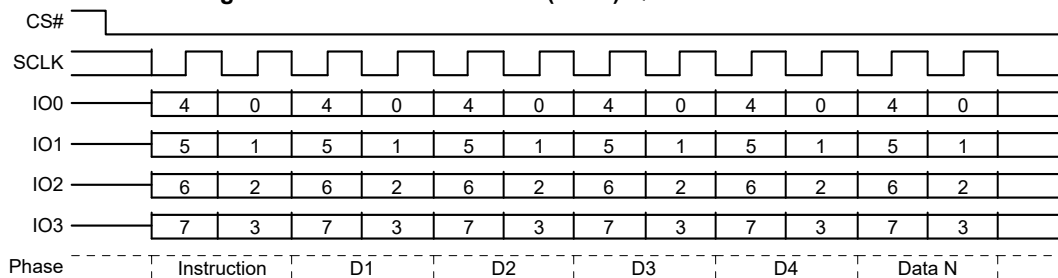 CS#
SCLK
IO0 4 0 4 0 4 0 4 0 4 0 4 0
IO1 5 1 5 1 5 1 5 1 5 1 5 1
IO2 6 2 6 2 6 2 6 2 6 2 6 2
IO3 7 3 7 3 7 3 7 3 7 3 7 3
Phase Instruction D1 D2 D3 D4 Data N